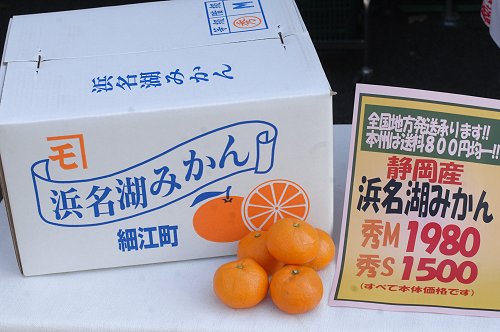 M
秀
浜名湖みかん
モ
浜名湖みかん
細江町
全国地方発送承ります!!
本州は送料800円均一!!
静岡産
浜名湖みかん
秀M 1980
秀S 1500
(すべて本体価格です)